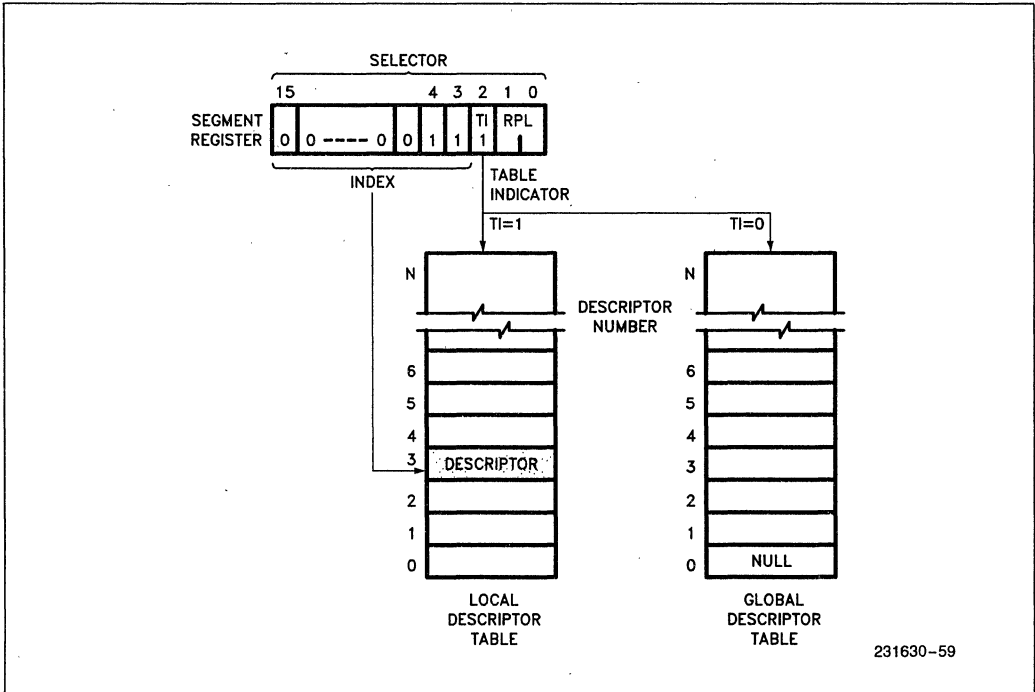 SELECTOR
15 4 3 2 1 0
SEGMENT REGISTER
TI RPL
0 0 ---- 0 0 1 1 1
INDEX
TABLE
INDICATOR
TI=1 TI=0
N N
DESCRIPTOR
NUMBER
6 6
5 5
4 4
3 DESCRIPTOR 3
2 2
1 1
0 0 NULL
LOCAL
DESCRIPTOR
TABLE
GLOBAL
DESCRIPTOR
TABLE
231630-59